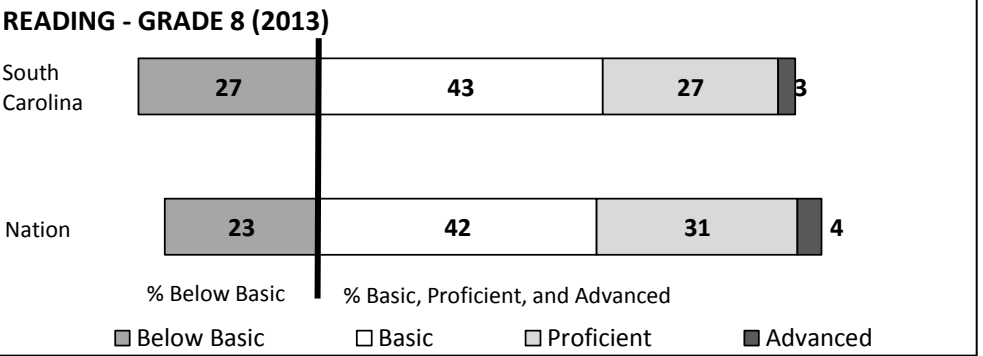 READING - GRADE 8 (2013)
South
Carolina
27 43 27 3
Nation 23 42 31 4
% Below Basic % Basic, Proficient, and Advanced
Below Basic Basic Proficient Advanced